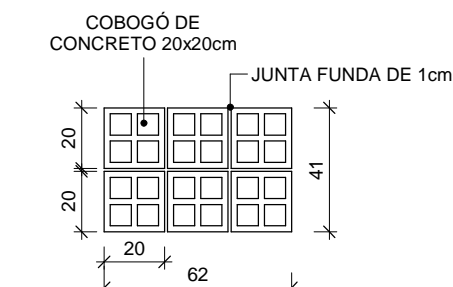 COBOGÓ DE
CONCRETO 20x20cm
JUNTA FUNDA DE 1cm
20
20
41
20
62